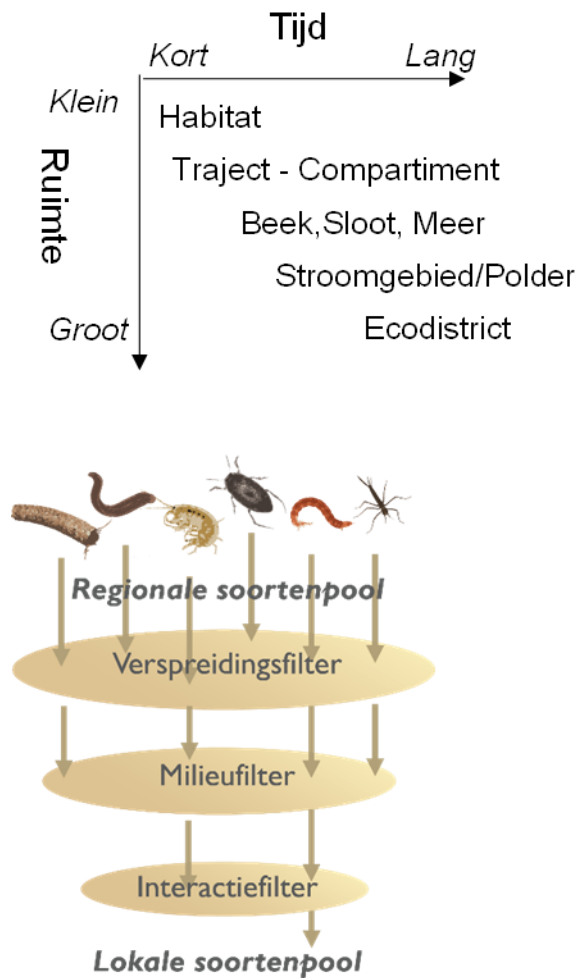 Tijd
Kort Lang
Klein
Ruimte
Habitat
Traject - Compartiment
Beek,Sloot, Meer
Stroomgebied/Polder
Groot
Ecodistrict
Regionale soortenpool
Verspreidingsfilter
Milieufilter
Interactiefilter
Lokale soortenpool